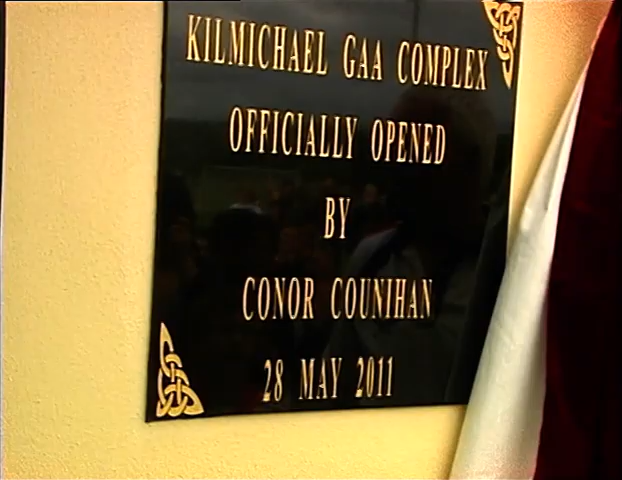 KILMICHAEL GAA COMPLEX
OFFICIALLY OPENED
BY
CONOR COUNIHAN
28 MAY 2011